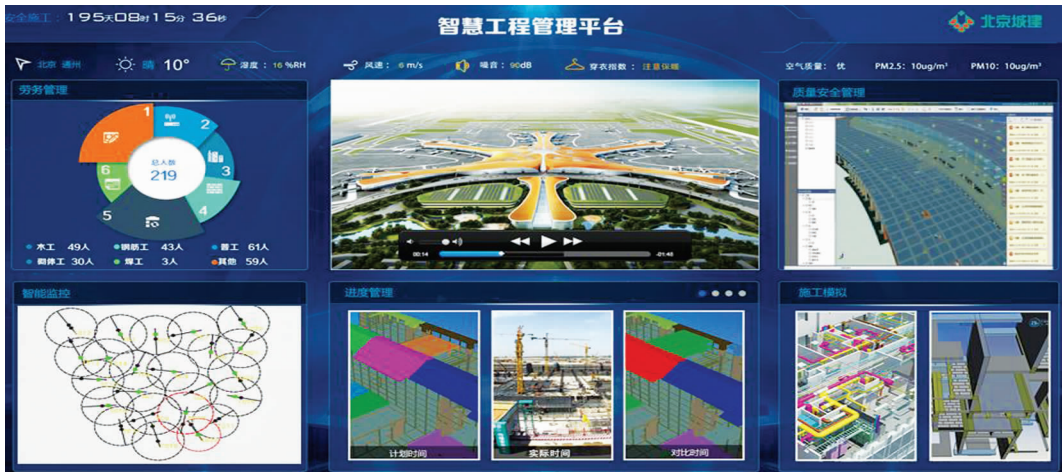 安全施工：195天08时15分 36秒
智慧工程管理平台
北京城建
北京 通州
晴 10°
湿度：16 %RH
风速：6 m/s
噪音：90dB
穿衣指数：注意保暖
空气质量：优
PM2.5：10ug/m³
PM10：10ug/m³
劳务管理
1
2
3
4
5
6
总人数
219
木工 49人
钢筋工 43人
普工 61人
砌体工 30人
焊工 3人
其他 59人
00:14
-01:48
质量安全管理
智能监控
进度管理
计划时间
实际时间
对比时间
施工模拟